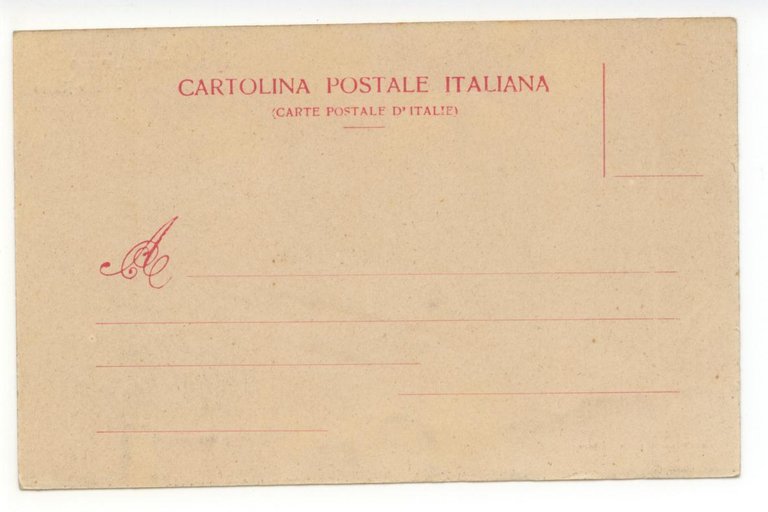 CARTOLINA POSTALE ITALIANA
(CARTE POSTALE D'ITALIE)
A